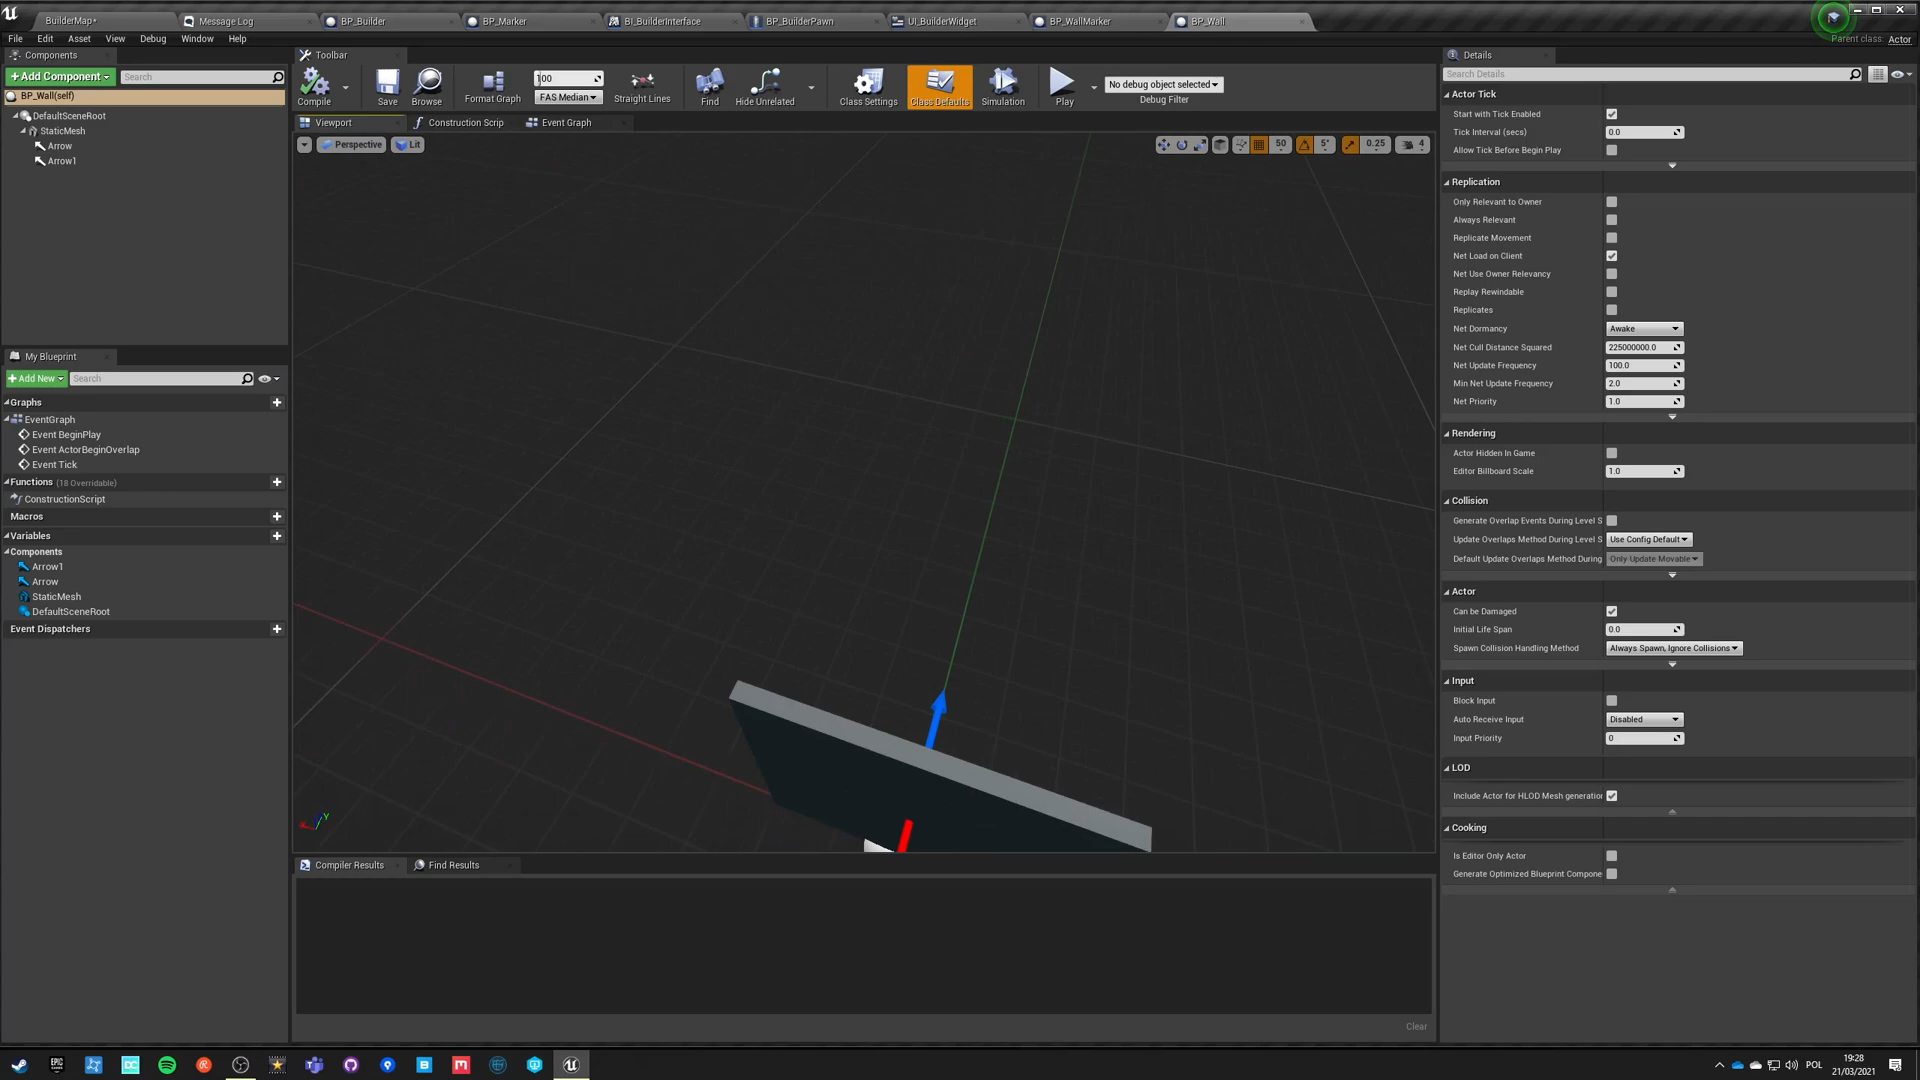 BuilderMap*
Message Log
BP_Builder
BP_Marker
BI_BuilderInterface
BP_BuilderPawn
UI_BuilderWidget
BP_WallMarker
BP_Wall
File Edit Asset View Debug Window Help
Parent class: Actor
Components
+Add Component
Search
BP_Wall(self)
DefaultSceneRoot
StaticMesh
Arrow
Arrow1
My Blueprint
+Add New
Search
Graphs
EventGraph
Event BeginPlay
Event ActorBeginOverlap
Event Tick
Functions (18 Overridable)
ConstructionScript
Macros
Variables
Components
Arrow1
Arrow
StaticMesh
DefaultSceneRoot
Event Dispatchers
Toolbar
Compile
Save
Browse
Format Graph
100
FAS Median
Straight Lines
Find
Hide Unrelated
Class Settings
Class Defaults
Simulation
Play
No debug object selected
Debug Filter
Viewport
Construction Scrip
Event Graph
Perspective
Lit
50
5°
0.25
4
Y
Compiler Results
Find Results
Clear
Details
Search Details
Actor Tick
Start with Tick Enabled
Tick Interval (secs) 0.0
Allow Tick Before Begin Play
Replication
Only Relevant to Owner
Always Relevant
Replicate Movement
Net Load on Client
Net Use Owner Relevancy
Replay Rewindable
Replicates
Net Dormancy Awake
Net Cull Distance Squared 225000000.0
Net Update Frequency 100.0
Min Net Update Frequency 2.0
Net Priority 1.0
Rendering
Actor Hidden In Game
Editor Billboard Scale 1.0
Collision
Generate Overlap Events During Level S
Update Overlaps Method During Level S Use Config Default
Default Update Overlaps Method During Only Update Movable
Actor
Can be Damaged
Initial Life Span 0.0
Spawn Collision Handling Method Always Spawn, Ignore Collisions
Input
Block Input
Auto Receive Input Disabled
Input Priority 0
LOD
Include Actor for HLOD Mesh generation
Cooking
Is Editor Only Actor
Generate Optimized Blueprint Compone
POL
19:28
21/03/2021